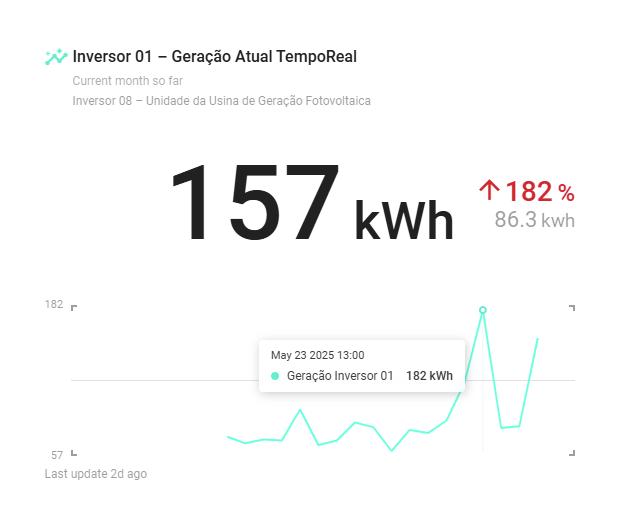 Inversor 01 – Geração Atual TempoReal
Current month so far
Inversor 08 – Unidade da Usina de Geração Fotovoltaica
157 kWh
182 %
86.3 kwh
182
May 23 2025 13:00
Geração Inversor 01 182 kWh
57
Last update 2d ago